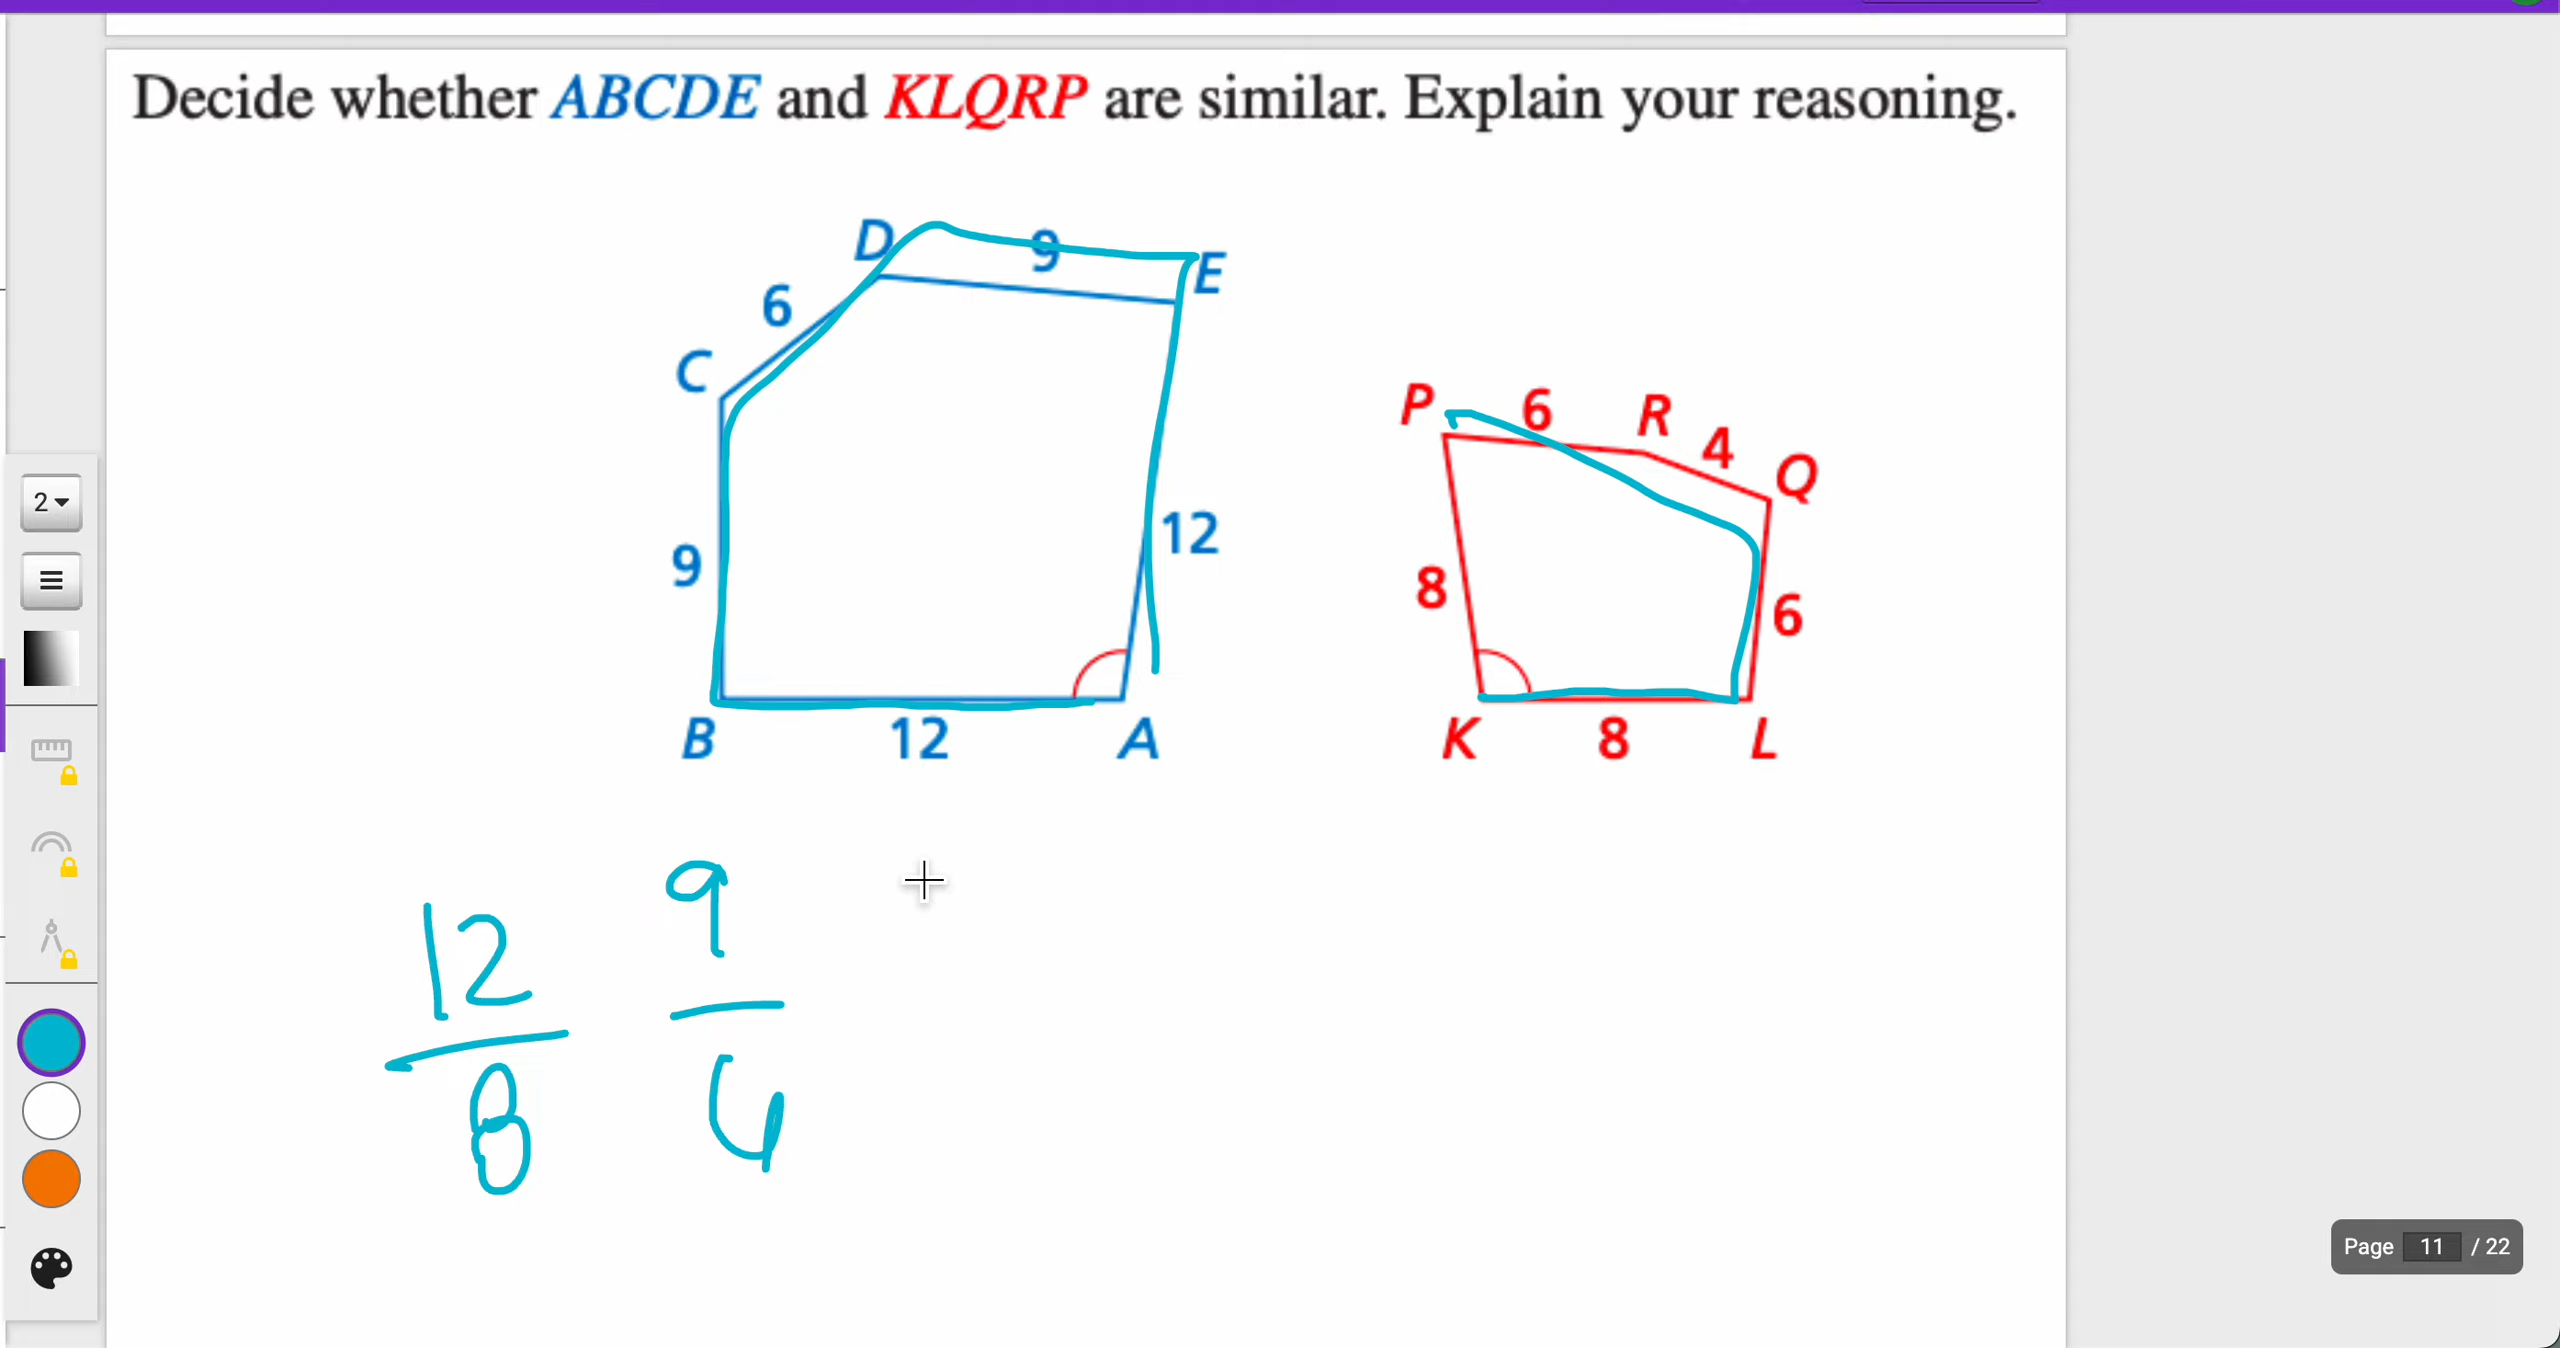 Decide whether ABCDE and KLQRP are similar. Explain your reasoning.
D 9 E
6
C
9
12
B 12 A
P 6 R 4 Q
8
6
K 8 L
2
12
8
9
6
Page 11 / 22